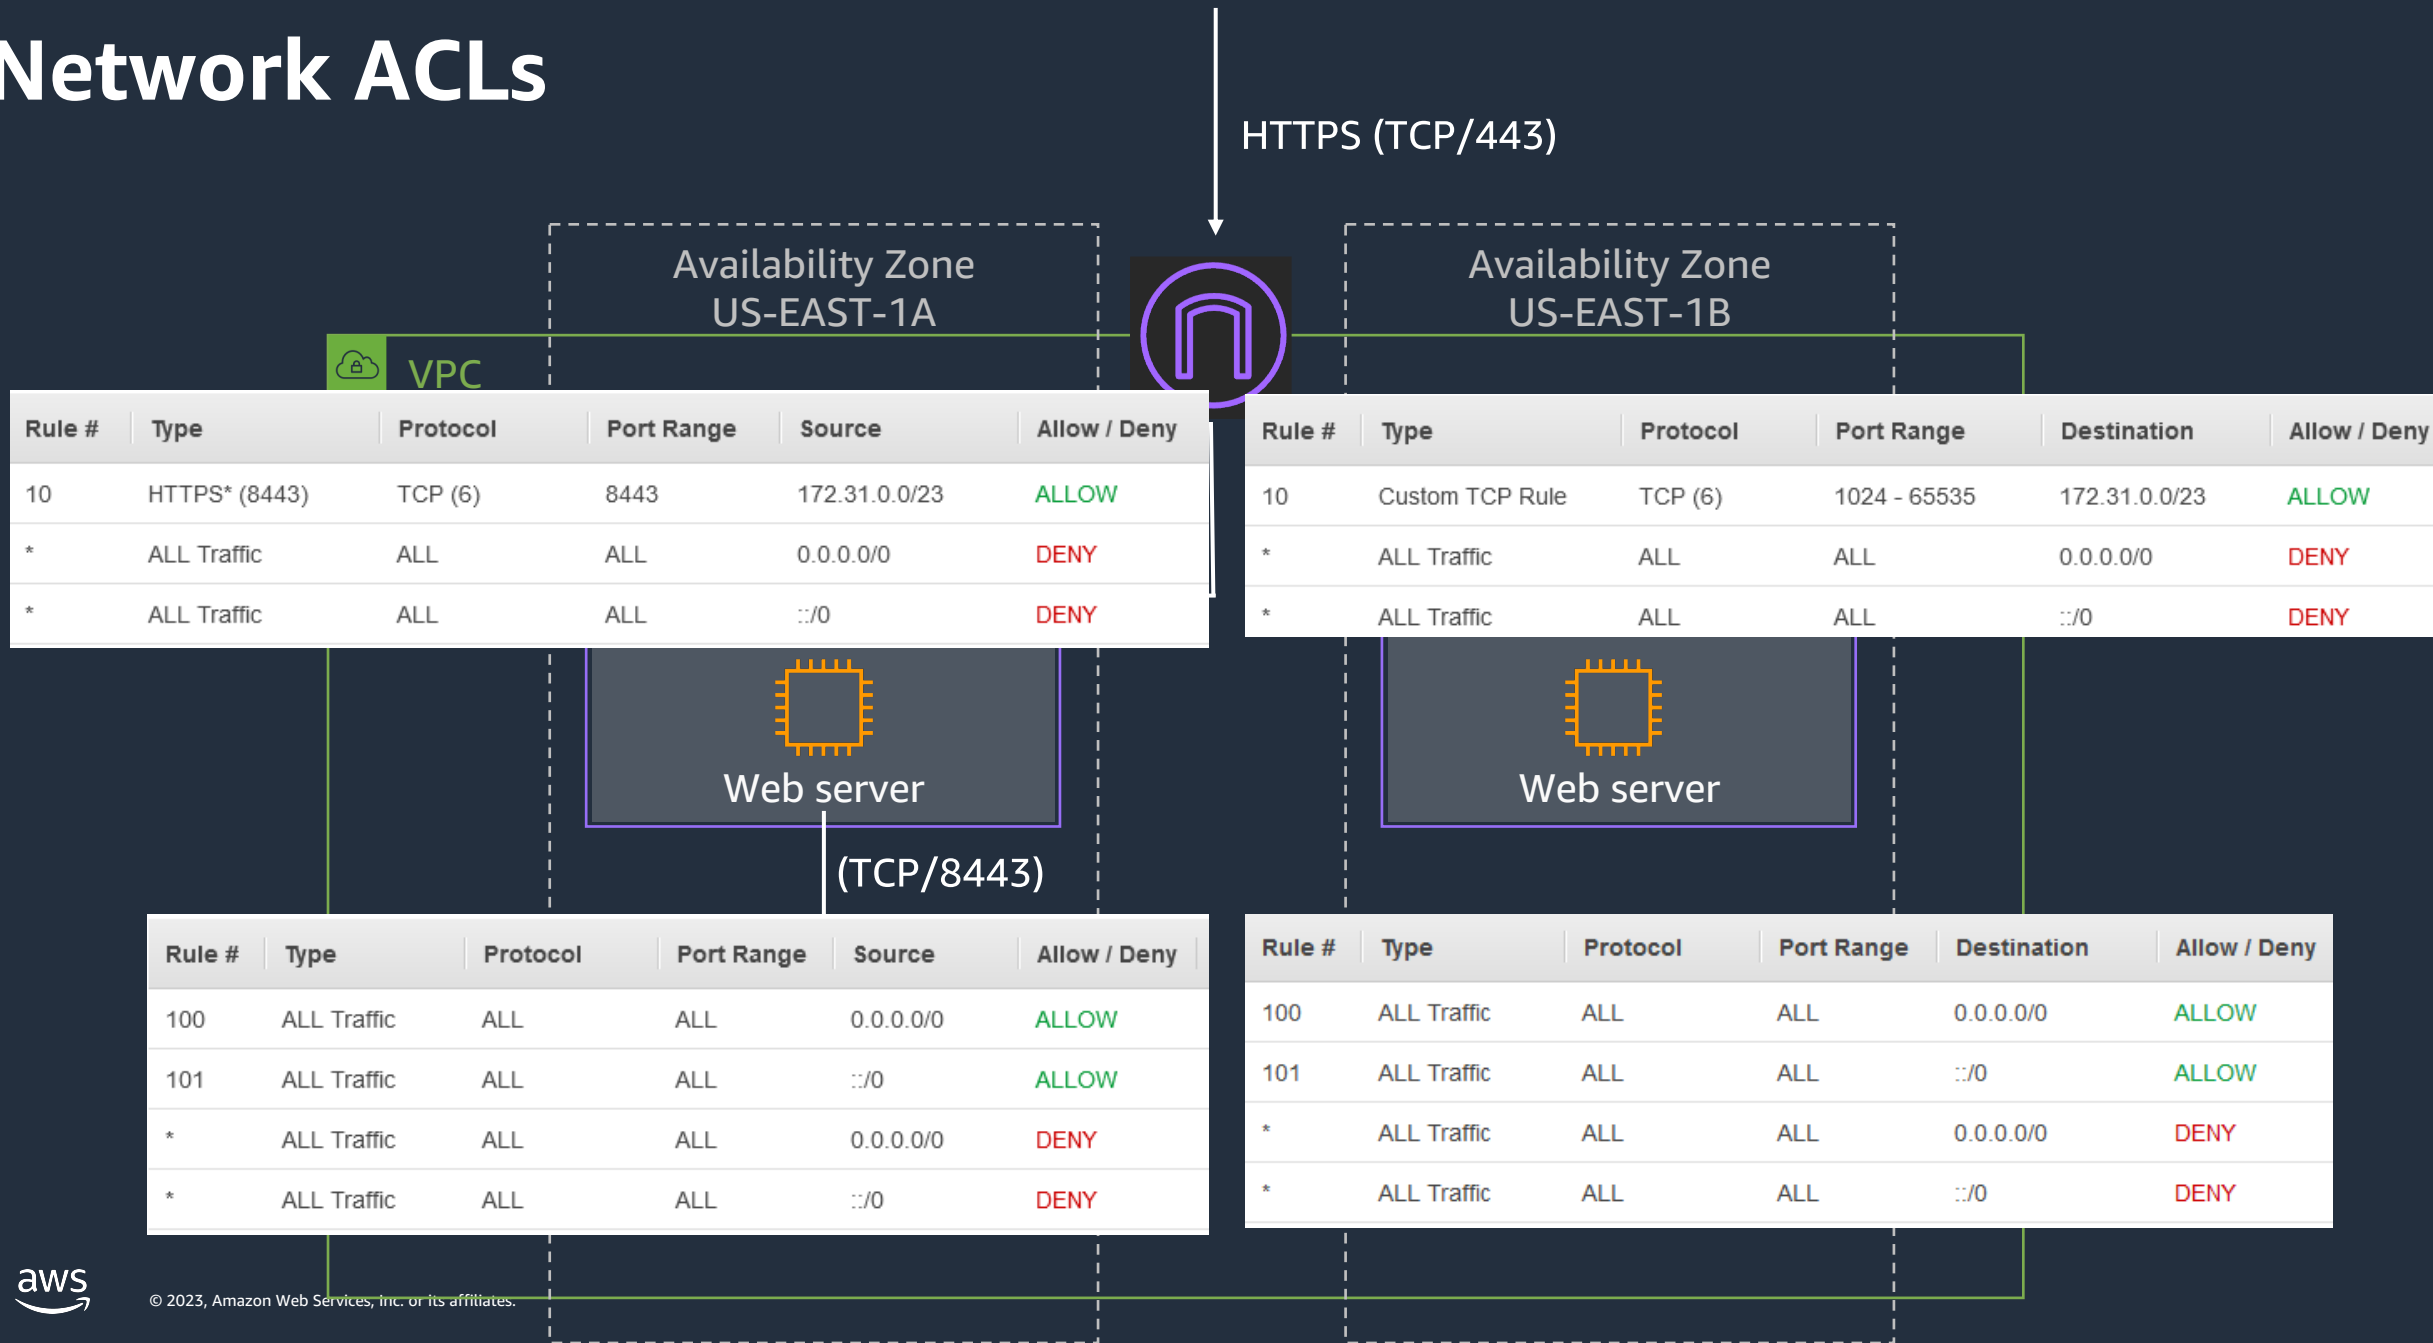 Network ACLs
HTTPS (TCP/443)
Availability Zone
US-EAST-1A
Availability Zone
US-EAST-1B
VPC
Rule # Type Protocol Port Range Source Allow / Deny
10 HTTPS* (8443) TCP (6) 8443 172.31.0.0/23 ALLOW
* ALL Traffic ALL ALL 0.0.0.0/0 DENY
* ALL Traffic ALL ALL ::/0 DENY
Rule # Type Protocol Port Range Destination Allow / Deny
10 Custom TCP Rule TCP (6) 1024 - 65535 172.31.0.0/23 ALLOW
* ALL Traffic ALL ALL 0.0.0.0/0 DENY
* ALL Traffic ALL ALL ::/0 DENY
Web server
Web server
(TCP/8443)
Rule # Type Protocol Port Range Source Allow / Deny
100 ALL Traffic ALL ALL 0.0.0.0/0 ALLOW
101 ALL Traffic ALL ALL ::/0 ALLOW
* ALL Traffic ALL ALL 0.0.0.0/0 DENY
* ALL Traffic ALL ALL ::/0 DENY
Rule # Type Protocol Port Range Destination Allow / Deny
100 ALL Traffic ALL ALL 0.0.0.0/0 ALLOW
101 ALL Traffic ALL ALL ::/0 ALLOW
* ALL Traffic ALL ALL 0.0.0.0/0 DENY
* ALL Traffic ALL ALL ::/0 DENY
aws
© 2023, Amazon Web Services, Inc. or its affiliates.